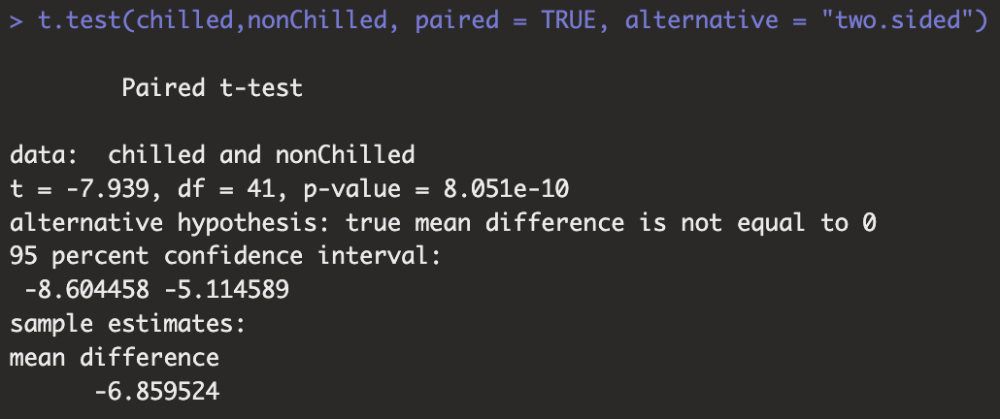 > t.test(chilled,nonChilled, paired = TRUE, alternative = "two.sided")
Paired t-test
data:  chilled and nonChilled
t = -7.939, df = 41, p-value = 8.051e-10
alternative hypothesis: true mean difference is not equal to 0
95 percent confidence interval:
-8.604458 -5.114589
sample estimates:
mean difference
-6.859524